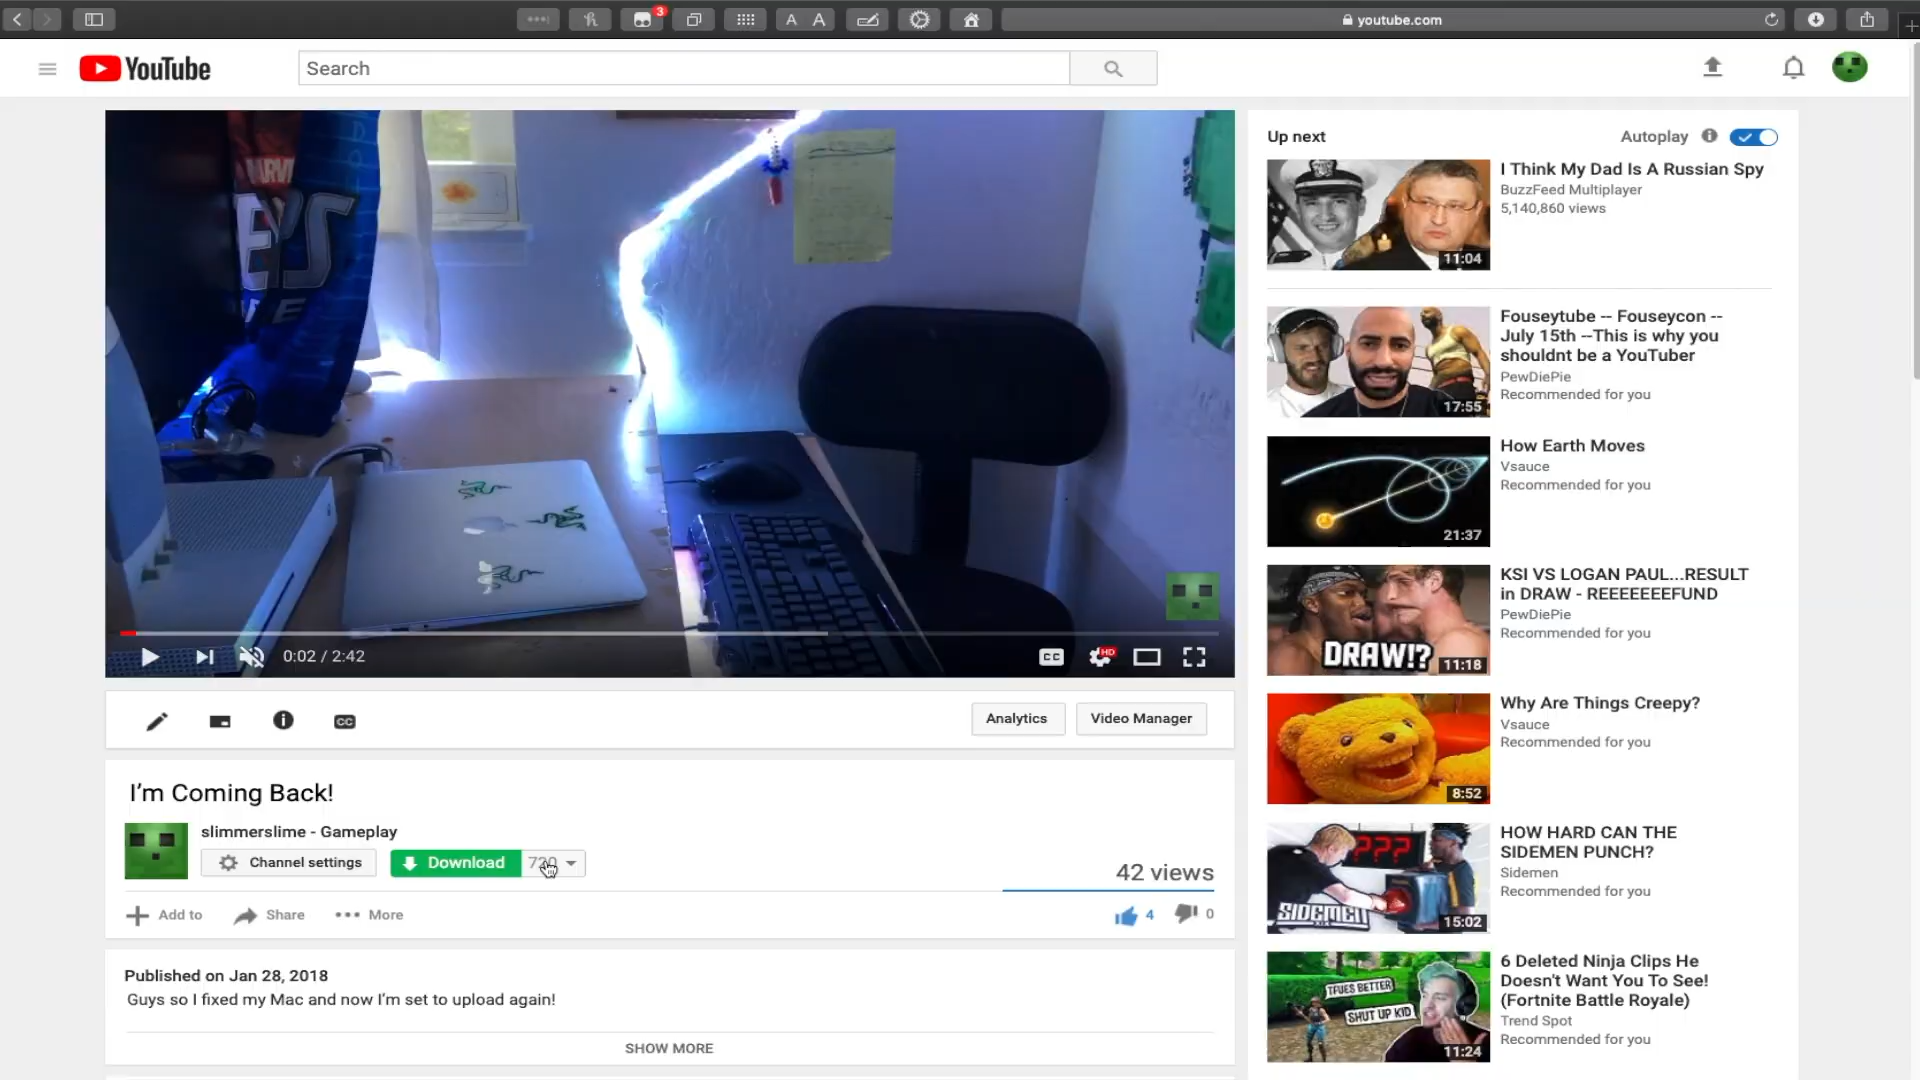 3
A A
youtube.com
YouTube
Search
MARVEL
0:02 / 2:42
CC
HD
CC
Analytics
Video Manager
I'm Coming Back!
slimmerslime - Gameplay
Channel settings
Download
42 views
Add to
Share
More
4
0
Published on Jan 28, 2018
Guys so I fixed my Mac and now I'm set to upload again!
SHOW MORE
Up next
Autoplay
I Think My Dad Is A Russian Spy
BuzzFeed Multiplayer
5,140,860 views
11:04
Fouseytube -- Fouseycon --
July 15th --This is why you
shouldnt be a YouTuber
PewDiePie
Recommended for you
17:55
How Earth Moves
Vsauce
Recommended for you
21:37
KSI VS LOGAN PAUL...RESULT
in DRAW - REEEEEEEFUND
PewDiePie
Recommended for you
DRAW!?
11:18
Why Are Things Creepy?
Vsauce
Recommended for you
8:52
HOW HARD CAN THE
SIDEMEN PUNCH?
Sidemen
Recommended for you
???
SIDEMEN
15:02
6 Deleted Ninja Clips He
Doesn't Want You To See!
(Fortnite Battle Royale)
Trend Spot
Recommended for you
TFUES BETTER
SHUT UP KID
11:24